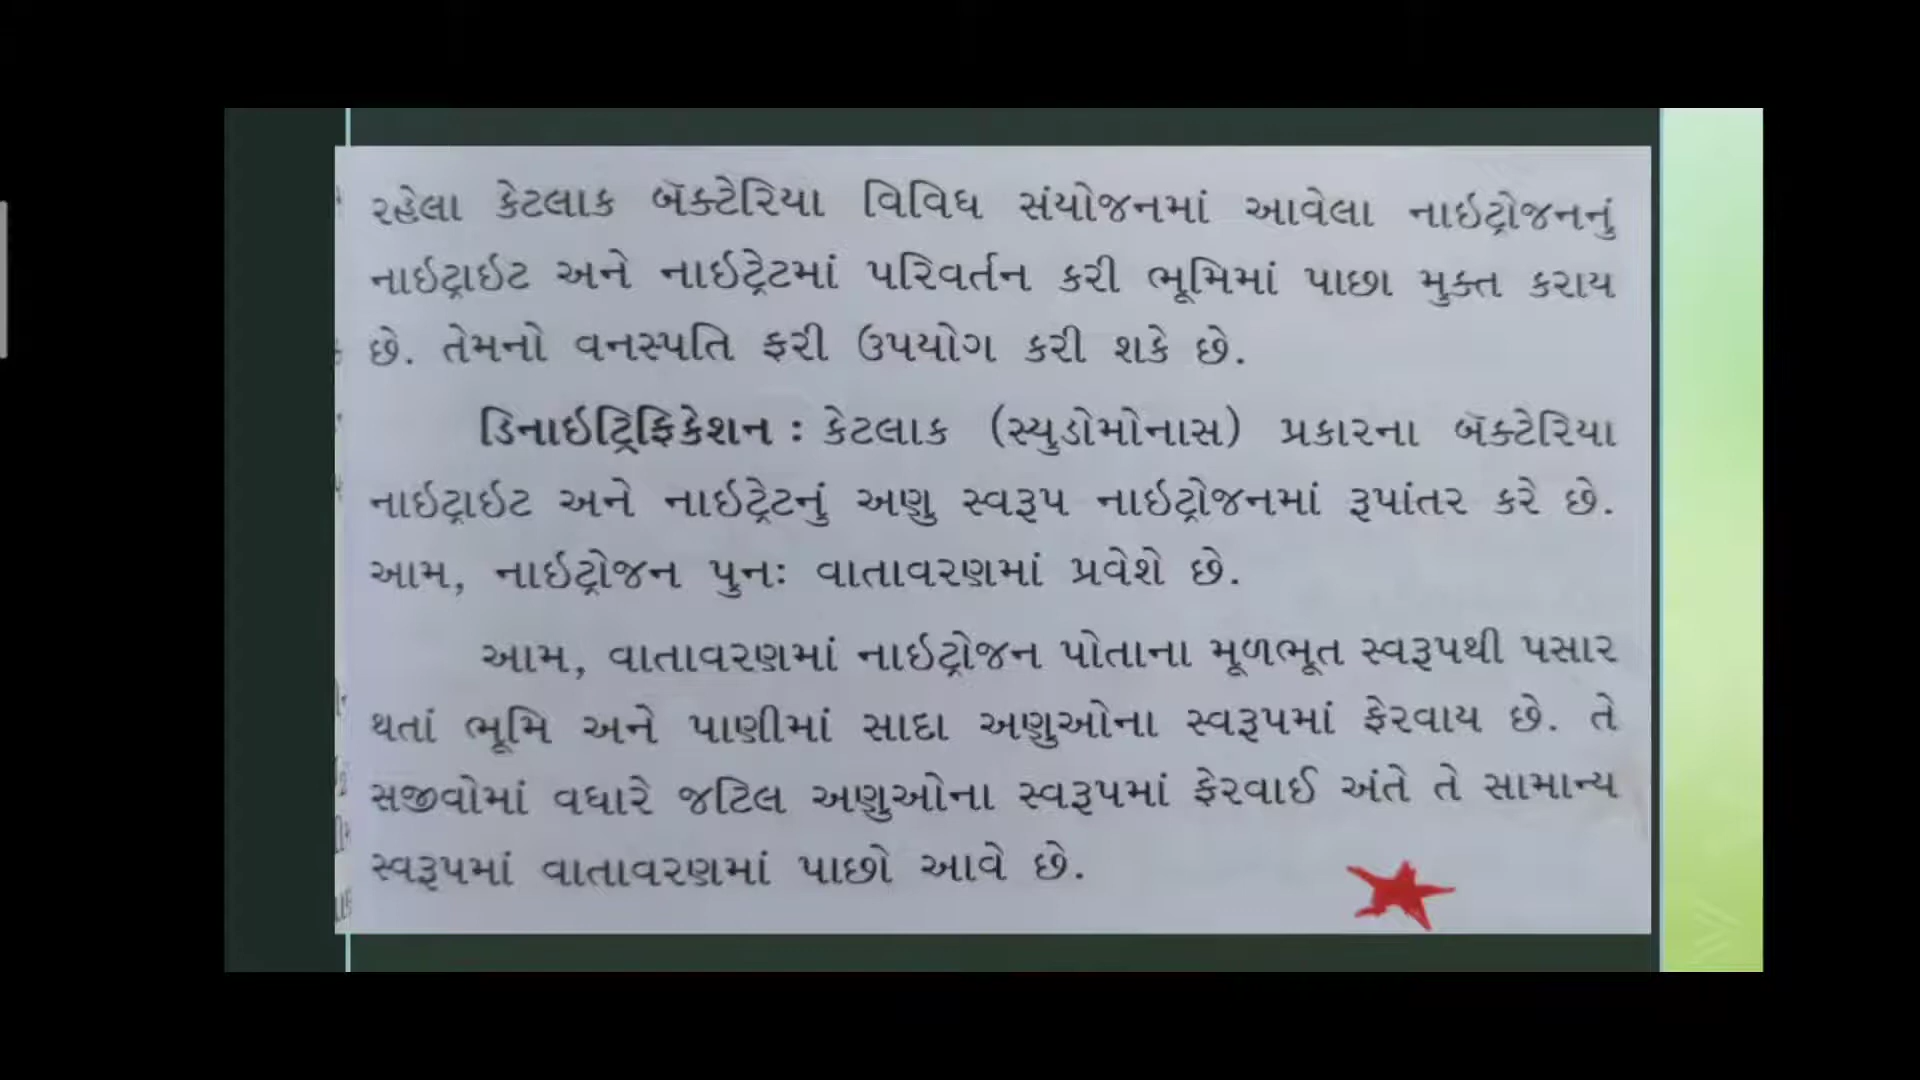 રહેલા કેટલાક બૅક્ટેરિયા વિવિધ સંયોજનમાં આવેલા નાઇટ્રોજનનું
નાઇટ્રાઇટ અને નાઇટ્રેટમાં પરિવર્તન કરી ભૂમિમાં પાછા મુક્ત કરાય
છે. તેમનો વનસ્પતિ ફરી ઉપયોગ કરી શકે છે.
ડિનાઇટ્રિફિકેશન : કેટલાક (સ્યુડોમોનાસ) પ્રકારના બૅક્ટેરિયા
નાઇટ્રાઇટ અને નાઇટ્રેટનું અણુ સ્વરૂપ નાઇટ્રોજનમાં રૂપાંતર કરે છે.
આમ, નાઇટ્રોજન પુનઃ વાતાવરણમાં પ્રવેશે છે.
આમ, વાતાવરણમાં નાઇટ્રોજન પોતાના મૂળભૂત સ્વરૂપથી પસાર
થતાં ભૂમિ અને પાણીમાં સાદા અણુઓના સ્વરૂપમાં ફેરવાય છે. તે
સજીવોમાં વધારે જટિલ અણુઓના સ્વરૂપમાં ફેરવાઈ અંતે તે સામાન્ય
સ્વરૂપમાં વાતાવરણમાં પાછો આવે છે.